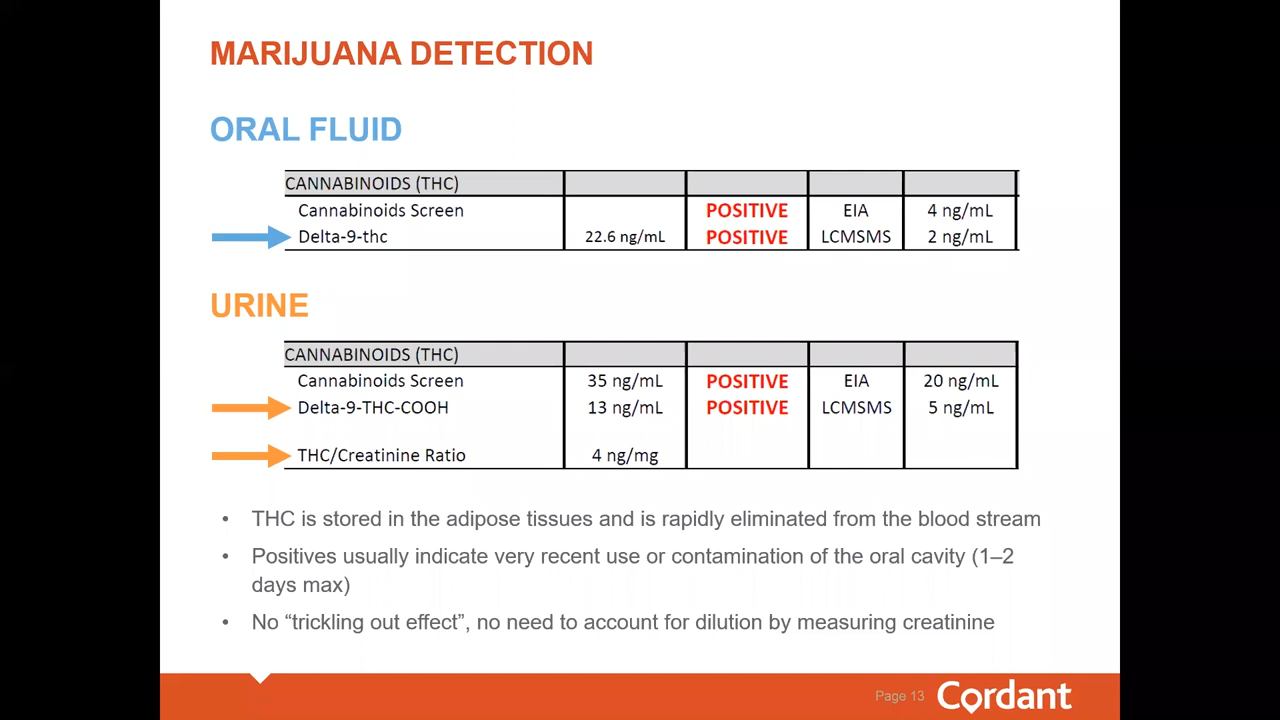 MARIJUANA DETECTION
ORAL FLUID
CANNABINOIDS (THC)
Cannabinoids Screen POSITIVE EIA 4 ng/mL
Delta-9-thc 22.6 ng/mL POSITIVE LCMSMS 2 ng/mL
URINE
CANNABINOIDS (THC)
Cannabinoids Screen 35 ng/mL POSITIVE EIA 20 ng/mL
Delta-9-THC-COOH 13 ng/mL POSITIVE LCMSMS 5 ng/mL
THC/Creatinine Ratio 4 ng/mg
• THC is stored in the adipose tissues and is rapidly eliminated from the blood stream
• Positives usually indicate very recent use or contamination of the oral cavity (1–2
days max)
• No “trickling out effect”, no need to account for dilution by measuring creatinine
Page 13 Cordant